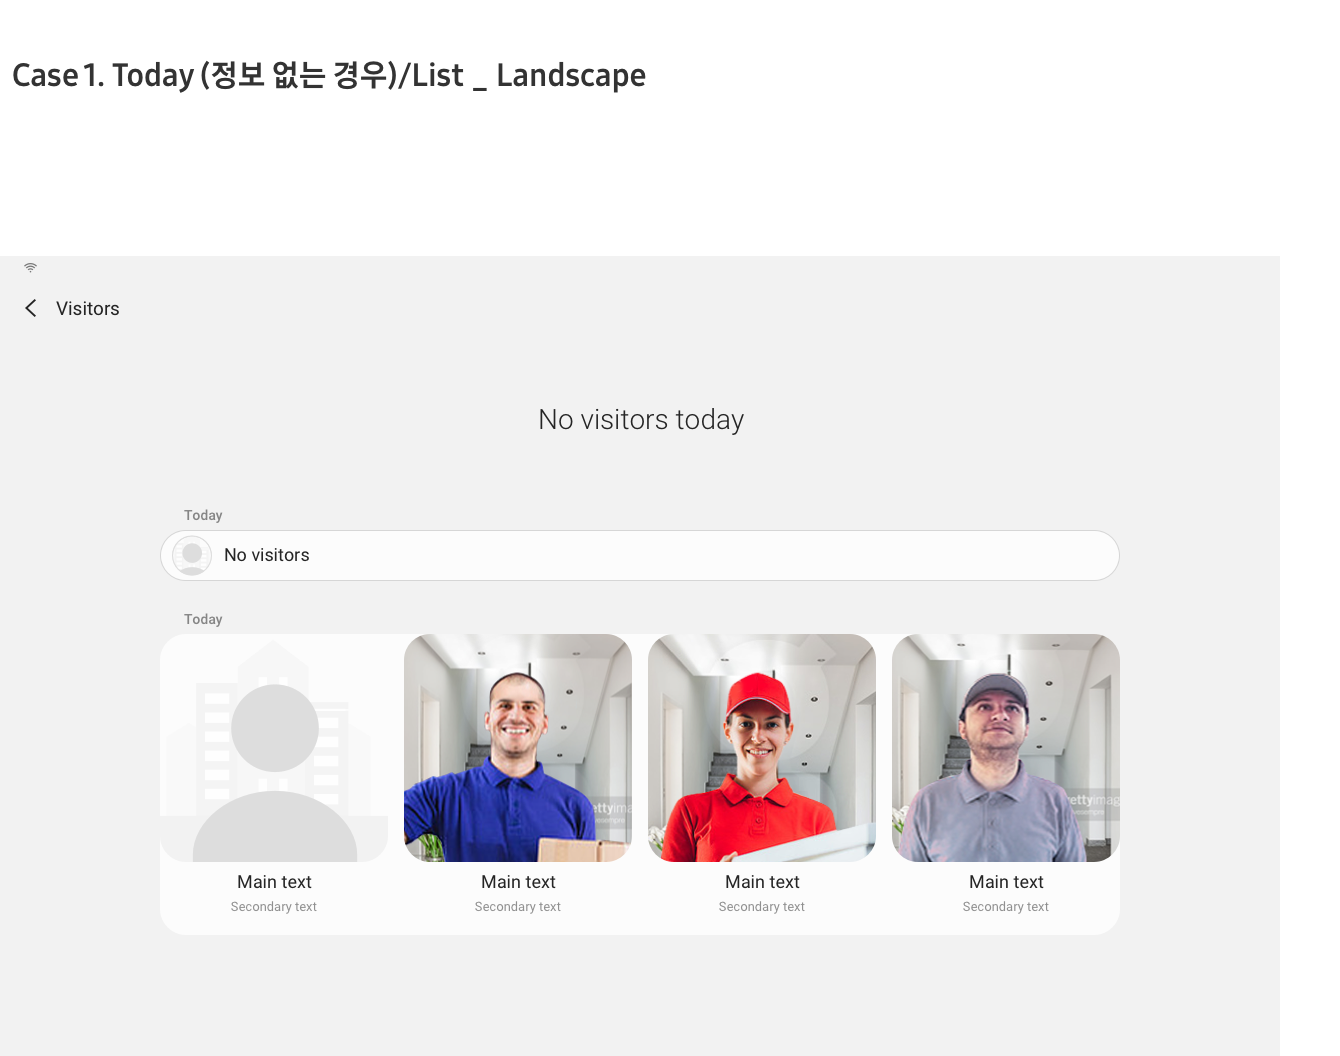 Case 1. Today (정보 없는 경우)/List _ Landscape
Visitors
No visitors today
Today
No visitors
Today
Main text
Secondary text
Main text
Secondary text
Main text
Secondary text
Main text
Secondary text